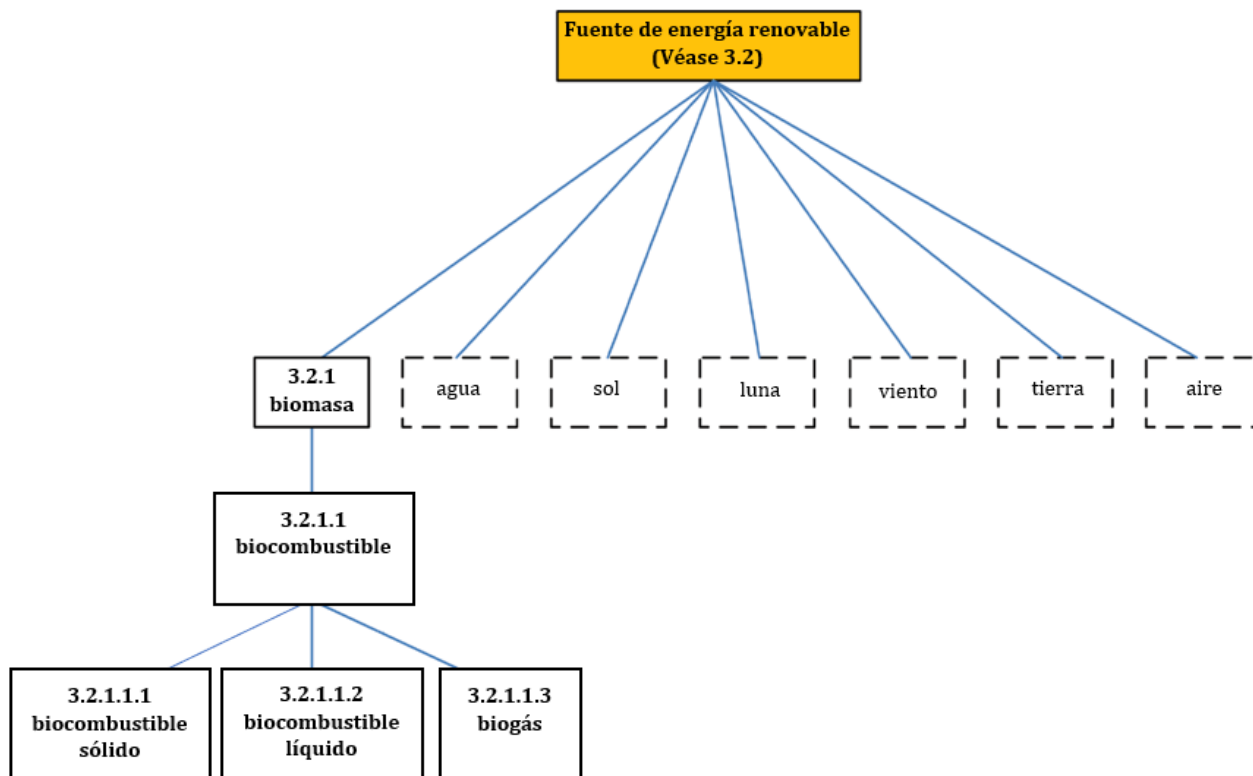 Fuente de energía renovable
(Véase 3.2)
3.2.1
biomasa
agua
sol
luna
viento
tierra
aire
3.2.1.1
biocombustible
3.2.1.1.1
biocombustible
sólido
3.2.1.1.2
biocombustible
líquido
3.2.1.1.3
biogás